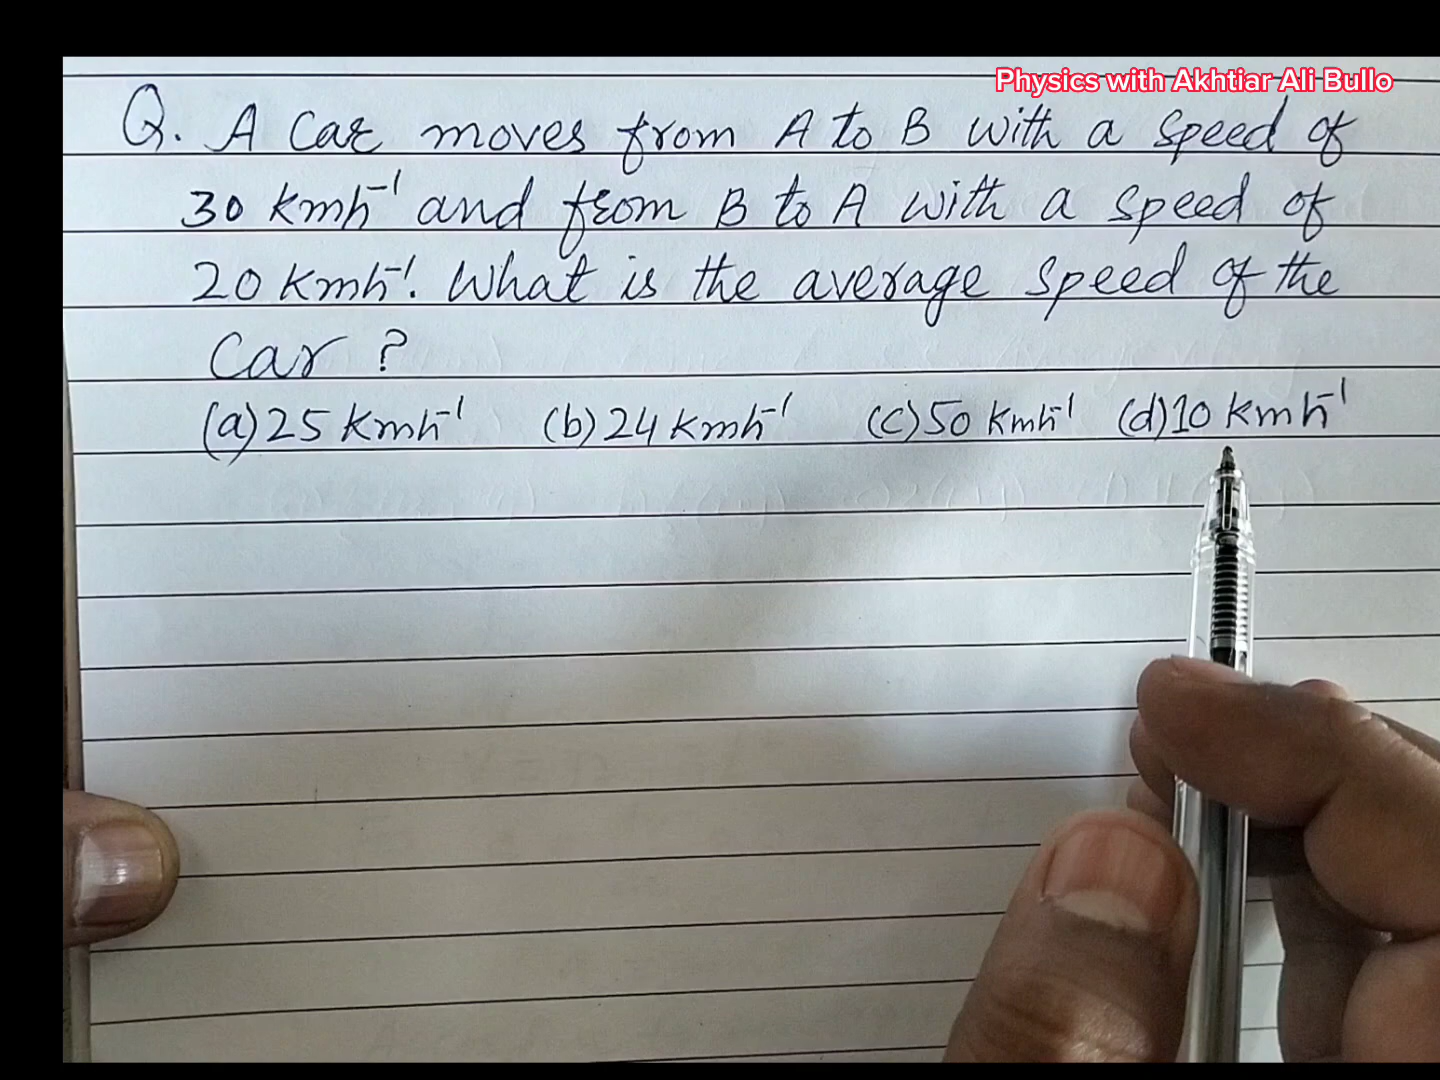 Physics with Akhtiar Ali Bullo
Q. A Car moves from A to B with a speed of
30 Kmh⁻¹ and from B to A with a speed of
20 Kmh⁻¹. What is the average speed of the
Car ?
(a) 25 Kmh⁻¹ (b) 24 Kmh⁻¹ (c) 50 Kmh⁻¹ (d) 10 Kmh⁻¹